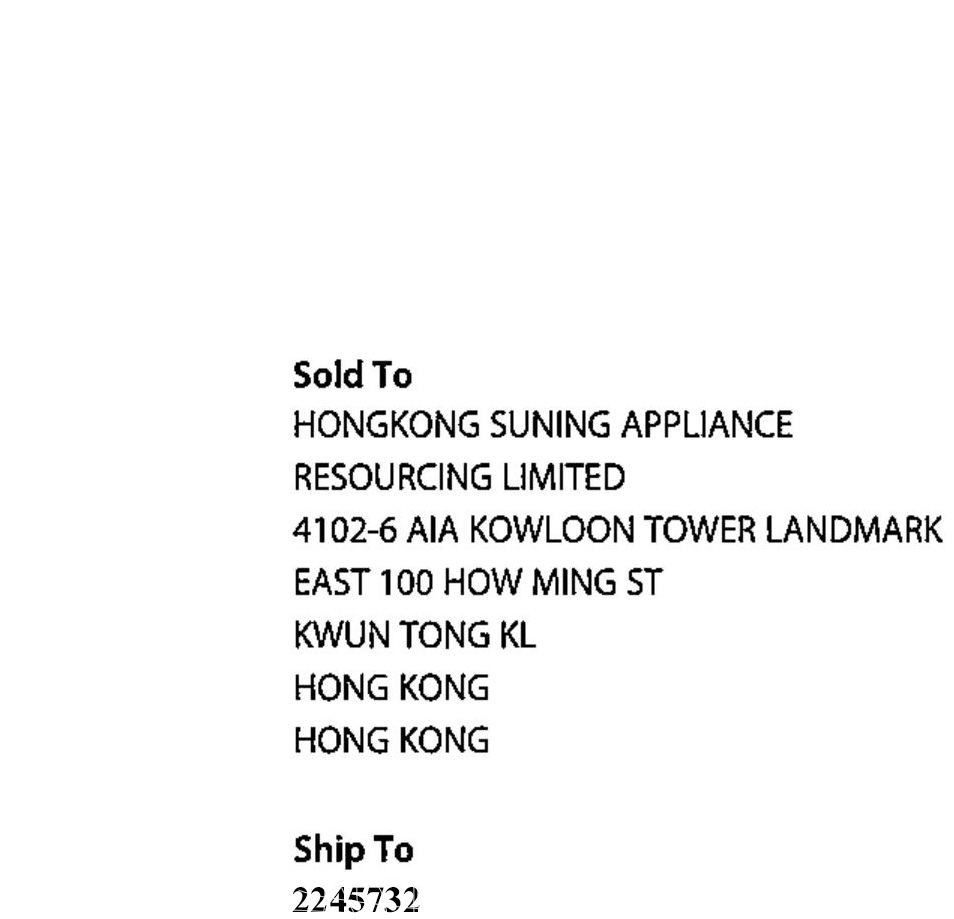 Sold To
HONGKONG SUNING APPLIANCE
RESOURCING LIMITED
4102-6 AIA KOWLOON TOWER LANDMARK
EAST 100 HOW MING ST
KWUN TONG KL
HONG KONG
HONG KONG
Ship To
2245732